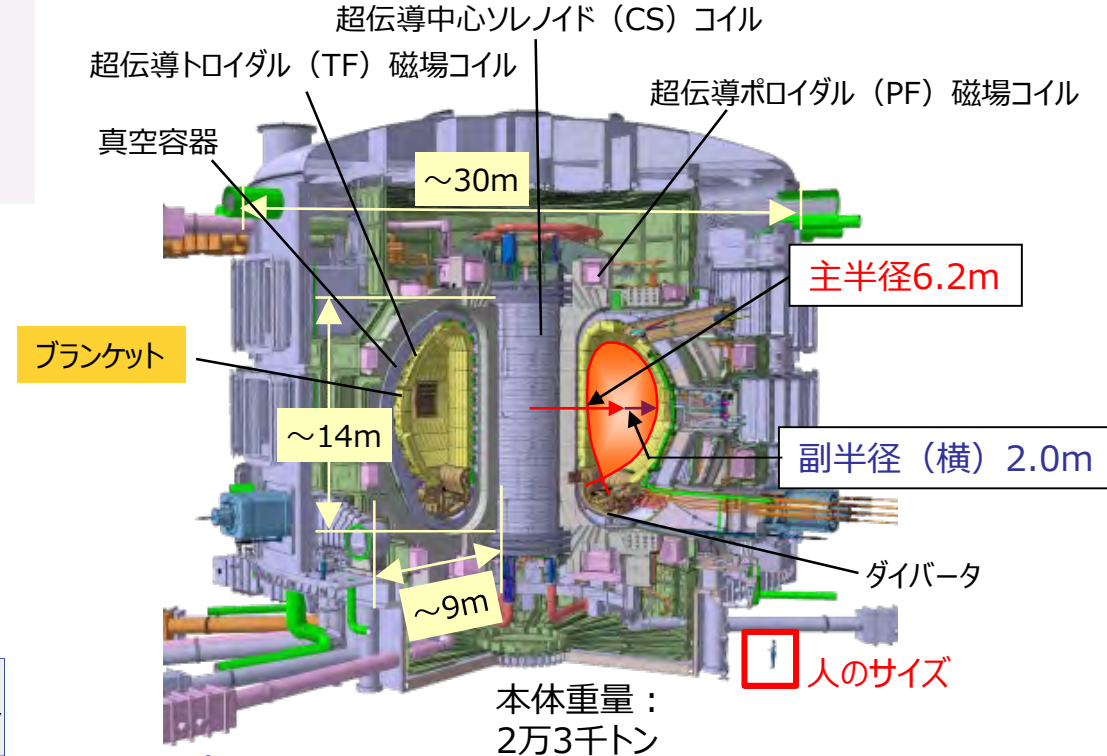 超伝導中心ソレノイド（CS）コイル
超伝導トロイダル（TF）磁場コイル
超伝導ポロイダル（PF）磁場コイル
真空容器
～30m
主半径6.2m
ブランケット
～14m
副半径（横）2.0m
ダイバータ
～9m
人のサイズ
本体重量：
2万3千トン